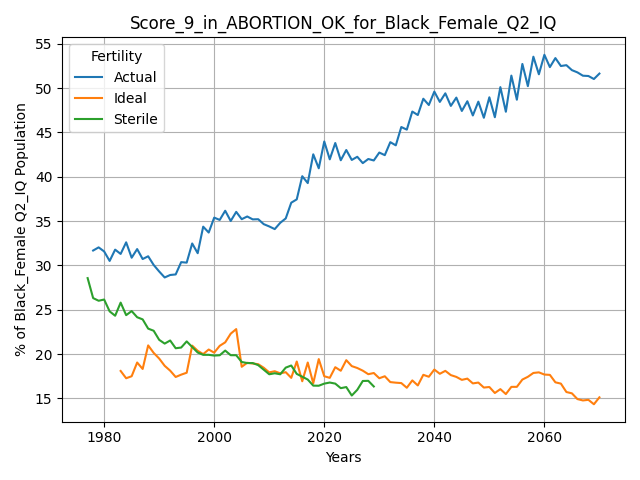 Score_9_in_ABORTION_OK_for_Black_Female_Q2_IQ
Fertility
Actual
Ideal
Sterile
% of Black_Female Q2_IQ Population
55
50
45
40
35
30
25
20
15
1980
2000
2020
2040
2060
Years